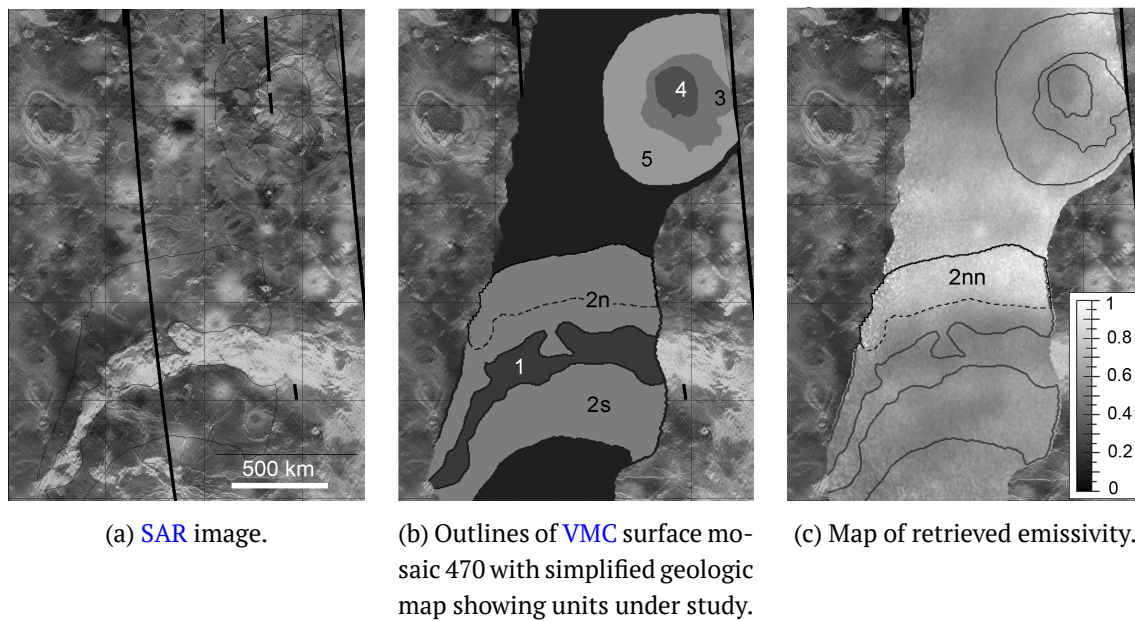 500 km
4
3
5
2n
1
2s
2nn
1
0.8
0.6
0.4
0.2
0
(a) SAR image.
(b) Outlines of VMC surface mo-
saic 470 with simplified geologic
map showing units under study.
(c) Map of retrieved emissivity.